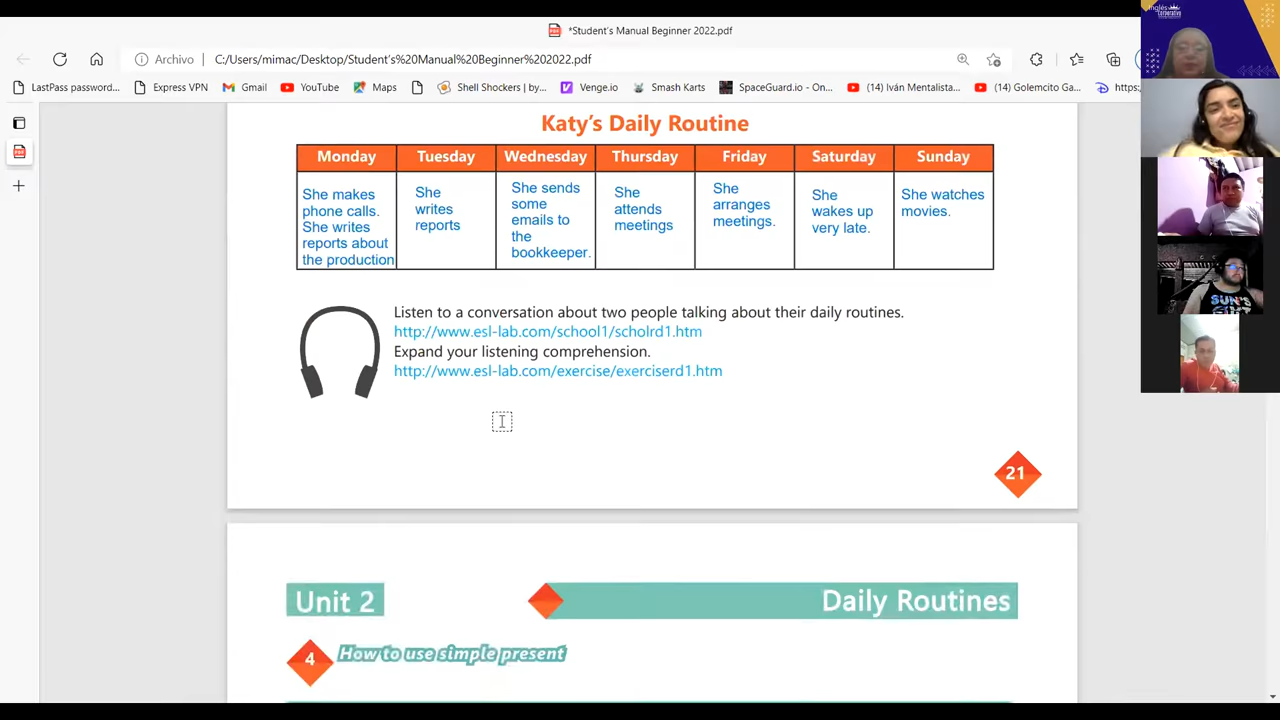 *Student's Manual Beginner 2022.pdf
Archivo
C:/Users/mimac/Desktop/Student's%20Manual%20Beginner%202022.pdf
LastPass password...
Express VPN
Gmail
YouTube
Maps
Shell Shockers | by...
Venge.io
Smash Karts
SpaceGuard.io - On...
(14) Iván Mentalista...
(14) Golemcito Ga...
https:
Inglés
corporativo
Katy's Daily Routine
Monday Tuesday Wednesday Thursday Friday Saturday Sunday
She makes
phone calls.
She writes
reports about
the production
She
writes
reports
She sends
some
emails to
the
bookkeeper.
She
attends
meetings
She
arranges
meetings.
She
wakes up
very late.
She watches
movies.
Listen to a conversation about two people talking about their daily routines.
http://www.esl-lab.com/school1/scholrd1.htm
Expand your listening comprehension.
http://www.esl-lab.com/exercise/exerciserd1.htm
21
Unit 2
Daily Routines
4
How to use simple present